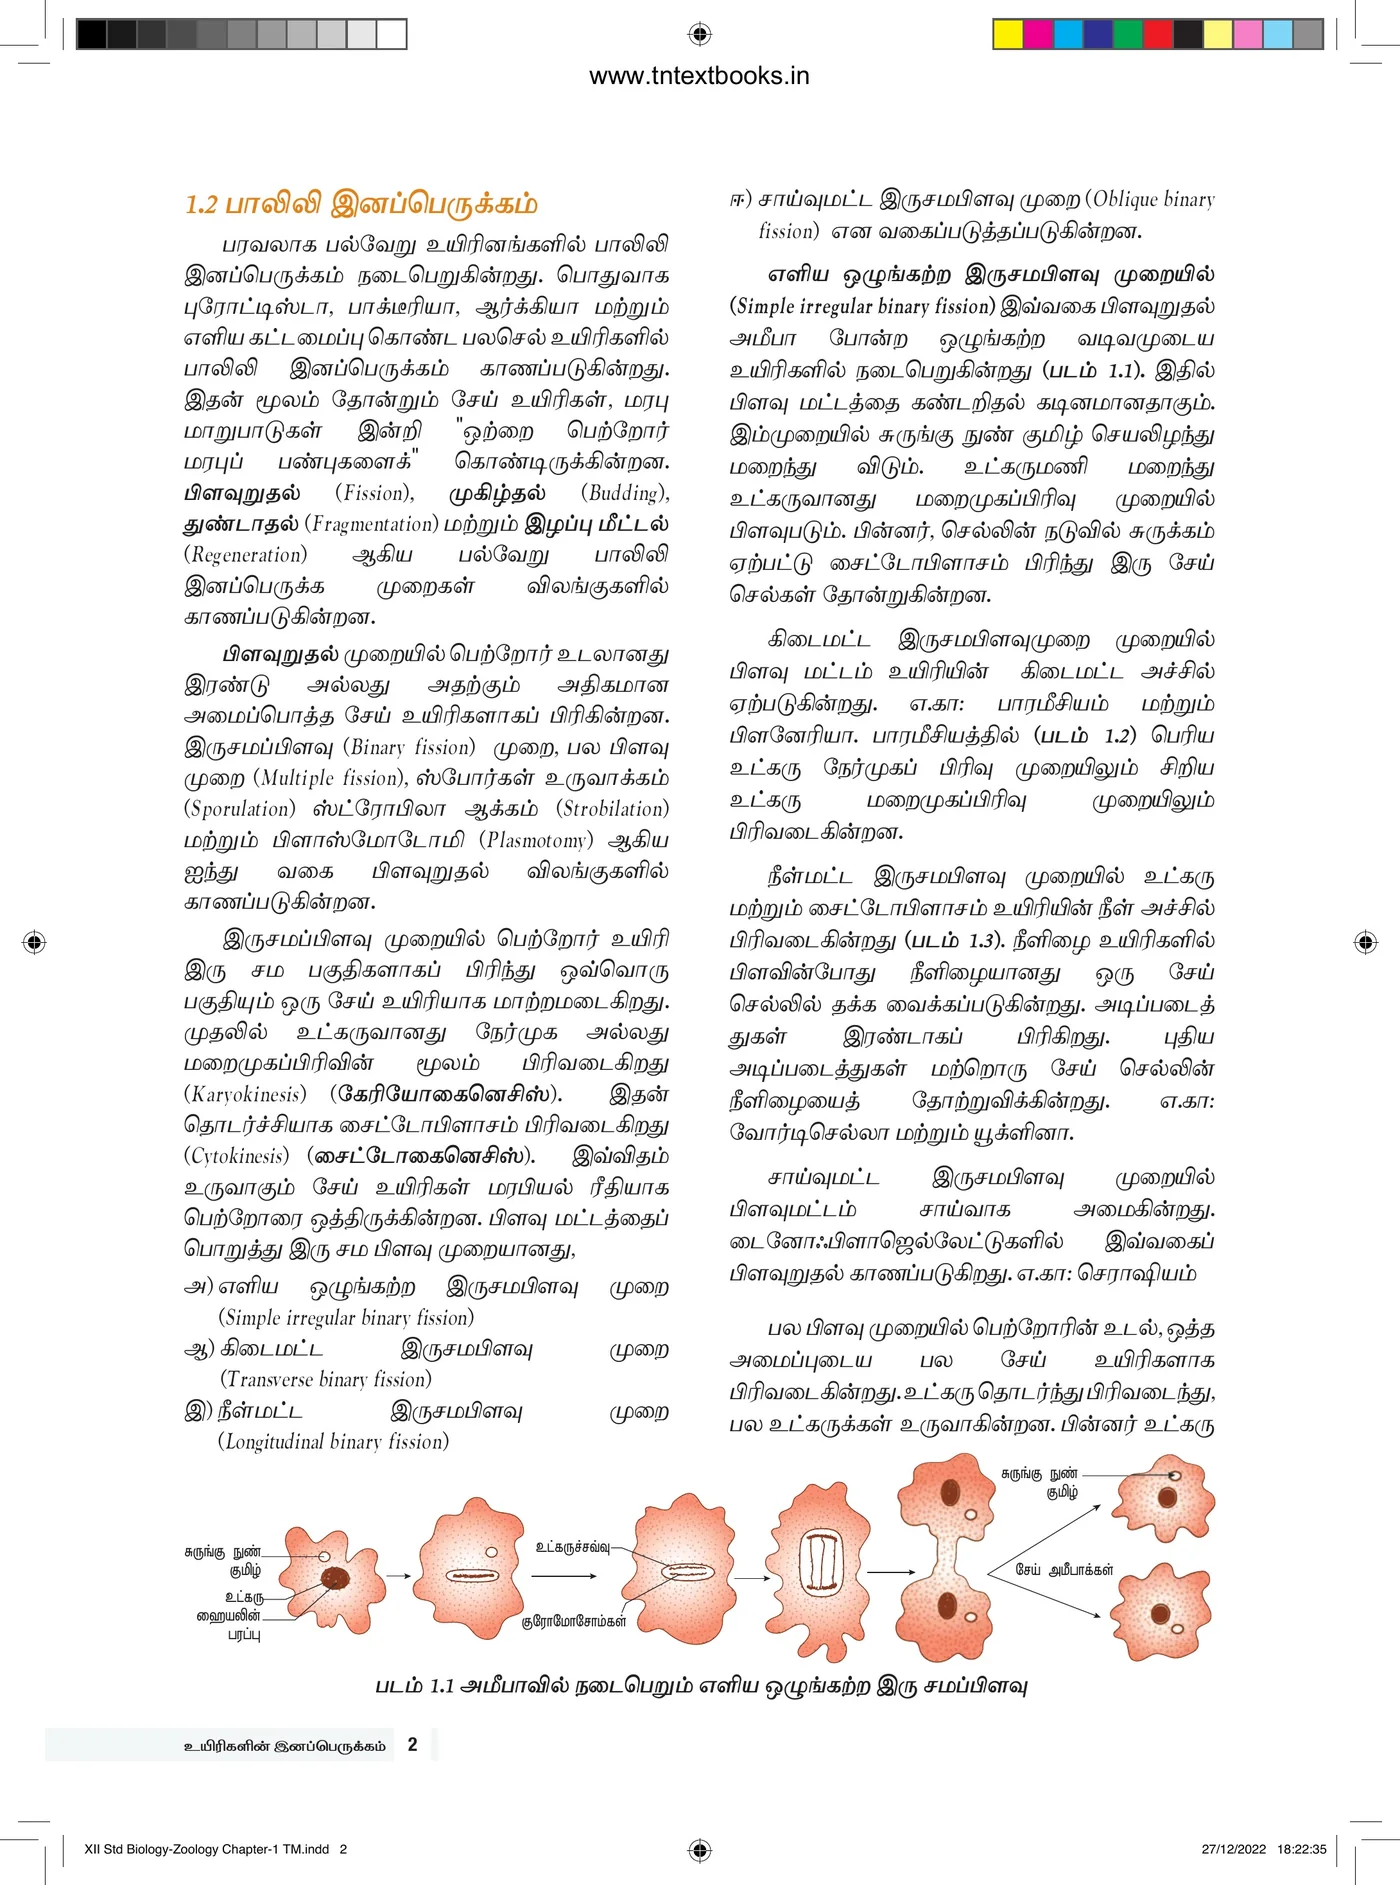 www.tntextbooks.in
1.2 பாலிலி இனப்பெருக்கம்
பரவலாக பல்வேறு உயிரினங்களில் பாலிலி
இனப்பெருக்கம் நடைபெறுகின்றது. பொதுவாக
புரோட்டிஸ்டா, பாக்டீரியா, ஆர்க்கியா மற்றும்
எளிய கட்டமைப்பு கொண்ட பலசெல் உயிரிகளில்
பாலிலி இனப்பெருக்கம் காணப்படுகின்றது.
இதன் மூலம் தோன்றும் சேய் உயிரிகள், மரபு
மாறுபாடுகள் இன்றி "ஒற்றை பெற்றோர்
மரபுப் பண்புகளைக்" கொண்டிருக்கின்றன.
பிளவுறுதல் (Fission), முகிழ்தல் (Budding),
துண்டாதல் (Fragmentation) மற்றும் இழப்பு மீட்டல்
(Regeneration) ஆகிய பல்வேறு பாலிலி
இனப்பெருக்க முறைகள் விலங்குகளில்
காணப்படுகின்றன.
பிளவுறுதல் முறையில் பெற்றோர் உடலானது
இரண்டு அல்லது அதற்கும் அதிகமான
அமைப்பொத்த சேய் உயிரிகளாகப் பிரிகின்றன.
இருசமப்பிளவு (Binary fission) முறை, பல பிளவு
முறை (Multiple fission), ஸ்போர்கள் உருவாக்கம்
(Sporulation) ஸ்ட்ரோபிலா ஆக்கம் (Strobilation)
மற்றும் பிளாஸ்மோடோமி (Plasmotomy) ஆகிய
ஐந்து வகை பிளவுறுதல் விலங்குகளில்
காணப்படுகின்றன.
இருசமப்பிளவு முறையில் பெற்றோர் உயிரி
இரு சம பகுதிகளாகப் பிரிந்து ஒவ்வொரு
பகுதியும் ஒரு சேய் உயிரியாக மாற்றமடைகிறது.
முதலில் உட்கருவானது நேர்முக அல்லது
மறைமுகப்பிரிவின் மூலம் பிரிவடைகிறது
(Karyokinesis) (கேரியோகைனெசிஸ்). இதன்
தொடர்ச்சியாக சைட்டோபிளாசம் பிரிவடைகிறது
(Cytokinesis) (சைட்டோகைனெசிஸ்). இவ்விதம்
உருவாகும் சேய் உயிரிகள் மரபியல் ரீதியாக
பெற்றோரை ஒத்திருக்கின்றன. பிளவு மட்டத்தைப்
பொறுத்து இரு சம பிளவு முறையானது,
அ) எளிய ஒழுங்கற்ற இருசமபிளவு முறை
(Simple irregular binary fission)
ஆ) கிடைமட்ட இருசமபிளவு முறை
(Transverse binary fission)
இ) நீள்மட்ட இருசமபிளவு முறை
(Longitudinal binary fission)
ஈ) சாய்வுமட்ட இருசமபிளவு முறை (Oblique binary
fission) என வகைப்படுத்தப்படுகின்றன.
எளிய ஒழுங்கற்ற இருசமபிளவு முறையில்
(Simple irregular binary fission) இவ்வகை பிளவுறுதல்
அமீபா போன்ற ஒழுங்கற்ற வடிவமுடைய
உயிரிகளில் நடைபெறுகின்றது (படம் 1.1). இதில்
பிளவு மட்டத்தை கண்டறிதல் கடினமானதாகும்.
இம்முறையில் சுருங்கு நுண் குமிழ் செயலிழந்து
மறைந்து விடும். உட்கருமணி மறைந்து
உட்கருவானது மறைமுகப்பிரிவு முறையில்
பிளவுபடும். பின்னர், செல்லின் நடுவில் சுருக்கம்
ஏற்பட்டு சைட்டோபிளாசம் பிரிந்து இரு சேய்
செல்கள் தோன்றுகின்றன.
கிடைமட்ட இருசமபிளவுமுறை முறையில்
பிளவு மட்டம் உயிரியின் கிடைமட்ட அச்சில்
ஏற்படுகின்றது. எ.கா: பாரமீசியம் மற்றும்
பிளனேரியா. பாரமீசியத்தில் (படம் 1.2) பெரிய
உட்கரு நேர்முகப் பிரிவு முறையிலும் சிறிய
உட்கரு மறைமுகப்பிரிவு முறையிலும்
பிரிவடைகின்றன.
நீள்மட்ட இருசமபிளவு முறையில் உட்கரு
மற்றும் சைட்டோபிளாசம் உயிரியின் நீள் அச்சில்
பிரிவடைகின்றது (படம் 1.3). நீளிழை உயிரிகளில்
பிளவின்போது நீளிழையானது ஒரு சேய்
செல்லில் தக்க வைக்கப்படுகின்றது. அடிப்படைத்
துகள் இரண்டாகப் பிரிகிறது. புதிய
அடிப்படைத்துகள் மற்றொரு சேய் செல்லின்
நீளிழையைத் தோற்றுவிக்கின்றது. எ.கா:
வோர்டிசெல்லா மற்றும் யூக்ளினா.
சாய்வுமட்ட இருசமபிளவு முறையில்
பிளவுமட்டம் சாய்வாக அமைகின்றது.
டைனோஃபிளாஜெல்லேட்டுகளில் இவ்வகைப்
பிளவுறுதல் காணப்படுகிறது. எ.கா: செராஷியம்
பல பிளவு முறையில் பெற்றோரின் உடல், ஒத்த
அமைப்புடைய பல சேய் உயிரிகளாக
பிரிவடைகின்றது. உட்கரு தொடர்ந்து பிரிவடைந்து,
பல உட்கருக்கள் உருவாகின்றன. பின்னர் உட்கரு
சுருங்கு நுண்
குமிழ்
உட்கரு
ஹையலின்
பரப்பு
உட்கருச்சவ்வு
குரோமோசோம்கள்
சுருங்கு நுண்
குமிழ்
சேய் அமீபாக்கள்
படம் 1.1 அமீபாவில் நடைபெறும் எளிய ஒழுங்கற்ற இரு சமப்பிளவு
உயிரிகளின் இனப்பெருக்கம் 2
XII Std Biology-Zoology Chapter-1 TM.indd 2
27/12/2022 18:22:35